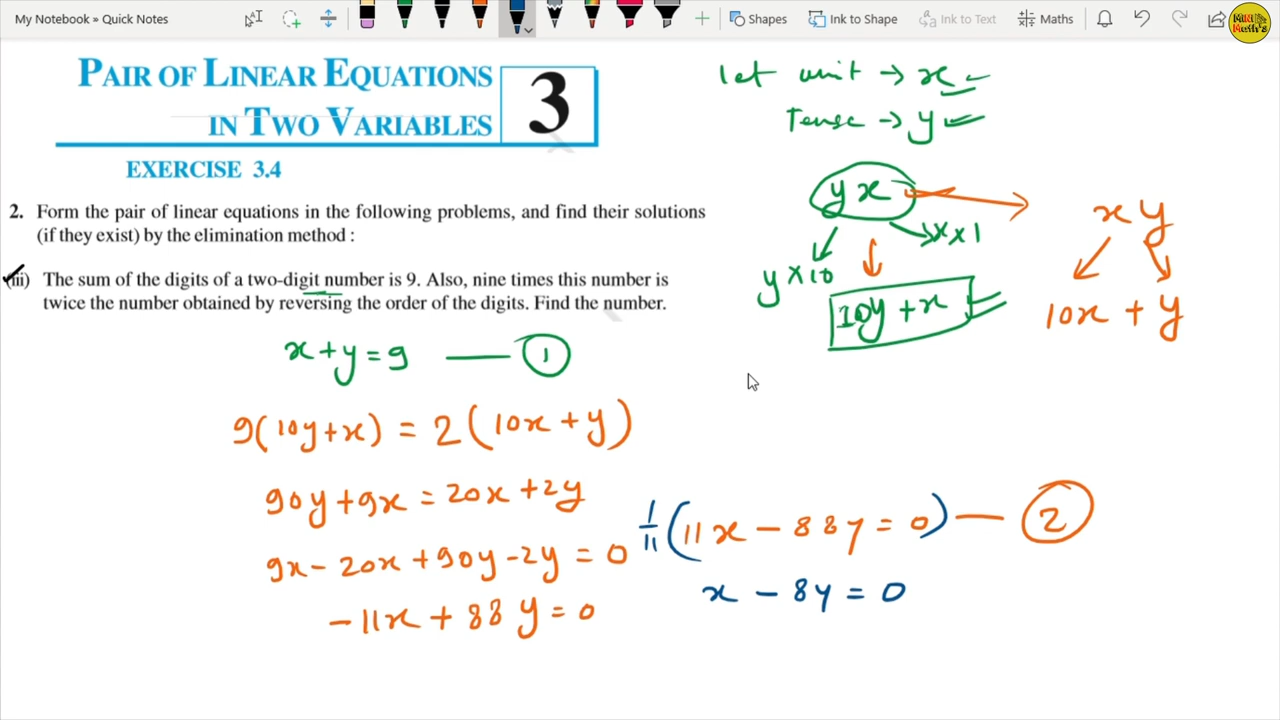 My Notebook » Quick Notes
Shapes
Ink to Shape
Ink to Text
Maths
MiNi Math's
PAIR OF LINEAR EQUATIONS
IN TWO VARIABLES
3
EXERCISE 3.4
2. Form the pair of linear equations in the following problems, and find their solutions
(if they exist) by the elimination method :
(iii) The sum of the digits of a two-digit number is 9. Also, nine times this number is
twice the number obtained by reversing the order of the digits. Find the number.
let unit → x
Tense → y
yx
xy
y×10
x×1
10y+x
10x + y
x+y=9 — 1
9(10y+x) = 2(10x+y)
90y+9x = 20x+2y
9x-20x+90y-2y = 0
-11x + 88y = 0
1/11 (11x - 88y = 0) — 2
x - 8y = 0